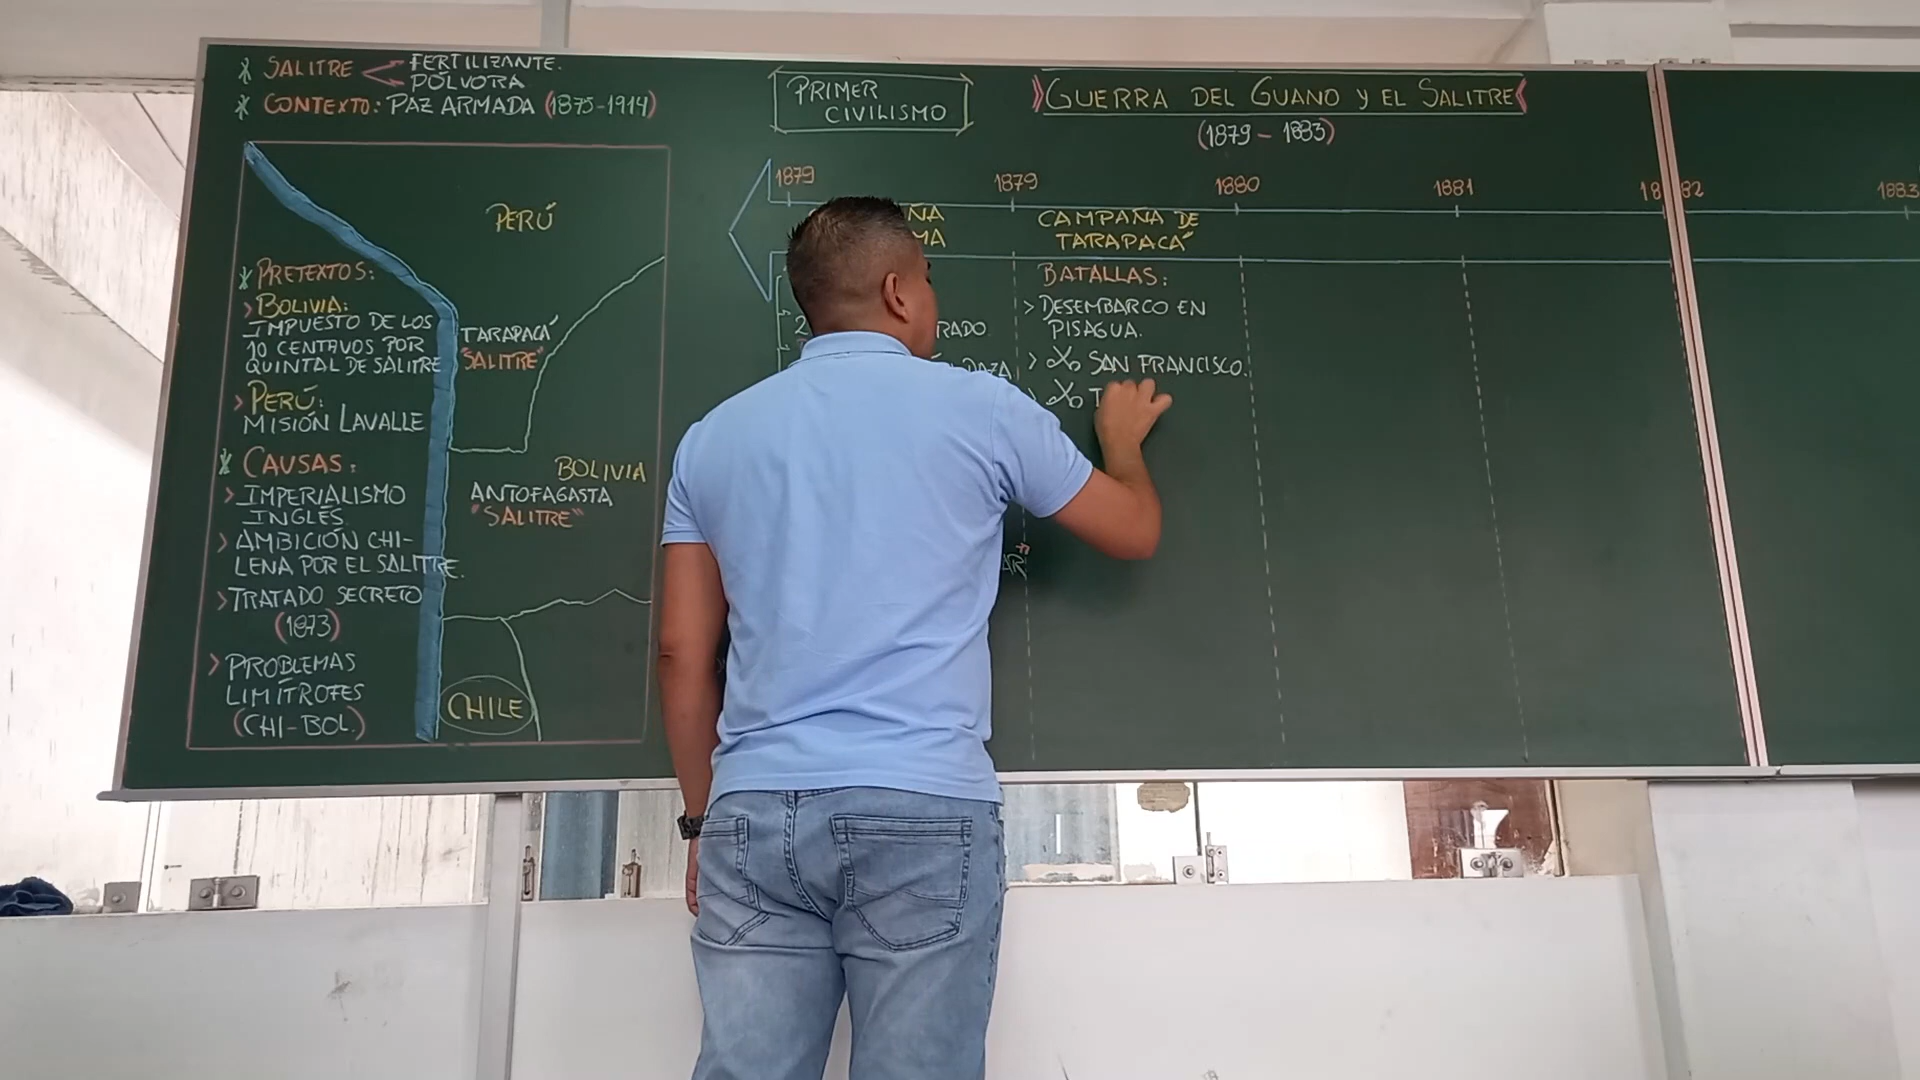 * SALITRE
FERTILIZANTE.
PÓLVORA
* CONTEXTO: PAZ ARMADA (1875-1914)
PERÚ
* PRETEXTOS:
> BOLIVIA:
IMPUESTO DE LOS
10 CENTAVOS POR
QUINTAL DE SALITRE
> PERÚ:
MISIÓN LAVALLE
* CAUSAS:
> IMPERIALISMO
INGLÉS
> AMBICIÓN CHI-
LENA POR EL SALITRE.
> TRATADO SECRETO
(1873)
> PROBLEMAS
LIMÍTROFES
(CHI-BOL.)
TARAPACÁ
"SALITRE"
BOLIVIA
ANTOFAGASTA
"SALITRE"
CHILE
PRIMER
CIVILISMO
GUERRA DEL GUANO Y EL SALITRE
(1879 - 1883)
1879 1879 1880 1881 1882 1883
CAMPAÑA DE
TARAPACÁ
BATALLAS:
> DESEMBARCO EN
PISAGUA.
> SAN FRANCISCO.
> T